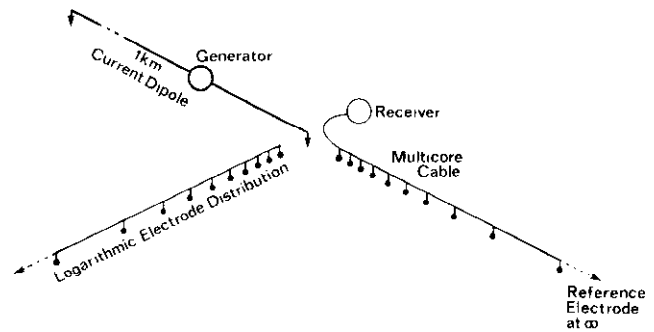 Generator
1km
Current Dipole
Receiver
Multicore
Cable
Logarithmic Electrode Distribution
Reference
Electrode
at ∞